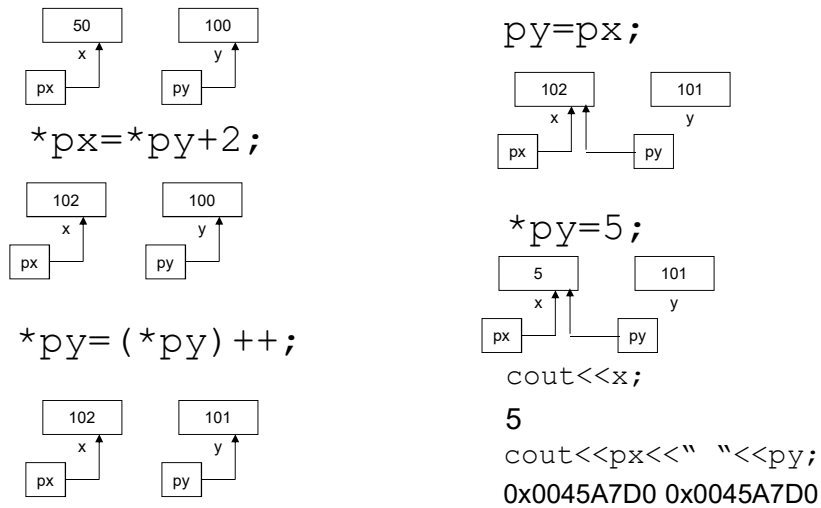 50 100
x y
px py
*px=*py+2;
102 100
x y
px py
*py=(*py)++;
102 101
x y
px py
py=px;
102 101
x y
px py
*py=5;
5 101
x y
px py
cout<<x;
5
cout<<px<<“ “<<py;
0x0045A7D0 0x0045A7D0